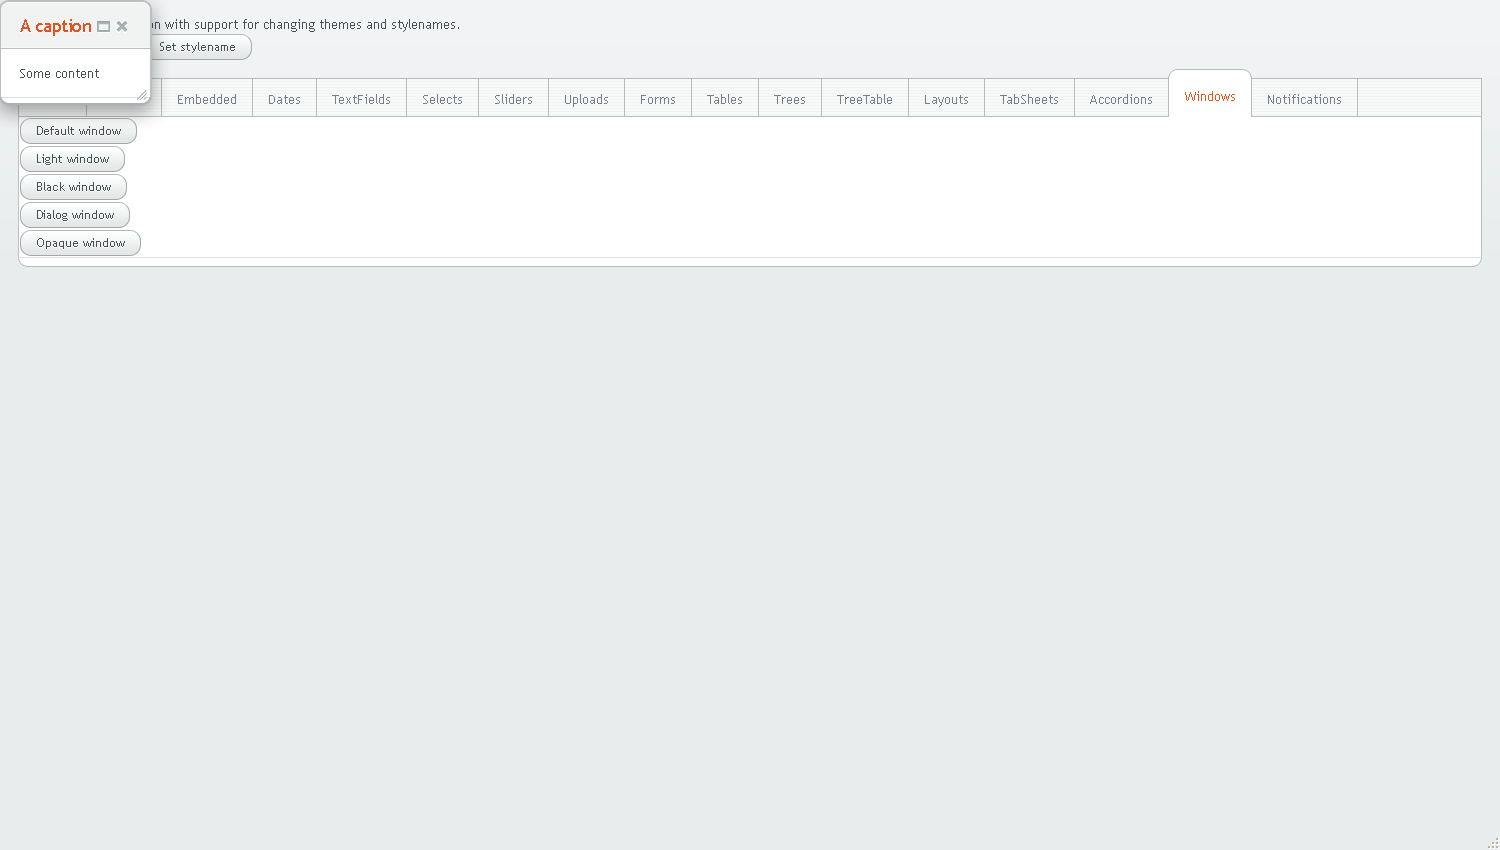 A caption
with support for changing themes and stylenames.
Set stylename
Some content
Embedded Dates TextFields Selects Sliders Uploads Forms Tables Trees TreeTable Layouts TabSheets Accordions Windows Notifications
Default window
Light window
Black window
Dialog window
Opaque window